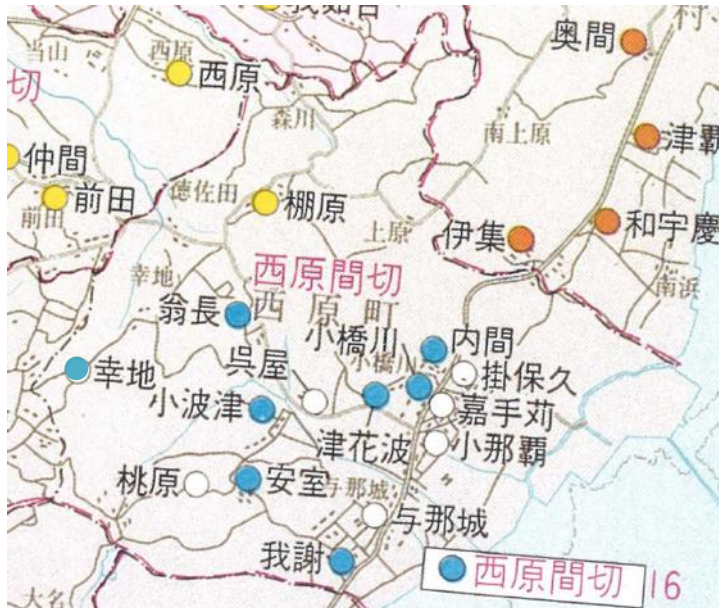 奥間
村
当山
西原
西原
切
森川
津覇
南上原
仲間
前田
前田
徳佐田
棚原
上原
伊集
和宇慶
南浜
幸地
西原間切
翁長
西原町
小橋川
小橋川
内間
呉屋
掛保久
幸地
小波津
嘉手苅
津花波
小那覇
桃原
安室
与那城
与那城
我謝
西原間切 16
大名